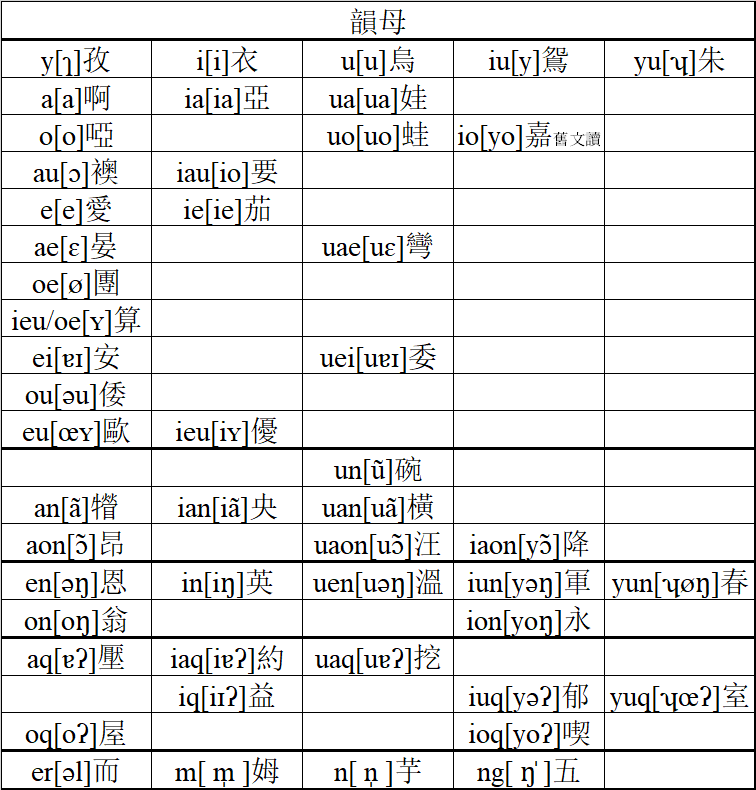 韻母
y[ɿ]孜 i[i]衣 u[u]烏 iu[y]鴛 yu[ʮ]朱
a[a]啊 ia[ia]亞 ua[ua]娃
o[o]啞 uo[uo]蛙 io[yo]嘉舊文讀
au[ɔ]襖 iau[io]要
e[e]愛 ie[ie]茄
ae[ɛ]晏 uae[uɛ]彎
oe[ø]團
ieu/oe[ʏ]算
ei[ɐɪ]安 uei[uɐɪ]委
ou[əu]倭
eu[œʏ]歐 ieu[iʏ]優
un[ũ]碗
an[ã]㽪 ian[iã]央 uan[uã]橫
aon[ɔ̃]昂 uaon[uɔ̃]汪 iaon[yɔ̃]降
en[əŋ]恩 in[iŋ]英 uen[uəŋ]溫 iun[yəŋ]軍 yun[ʮøŋ]春
on[oŋ]翁 ion[yoŋ]永
aq[ɐʔ]壓 iaq[iɐʔ]約 uaq[uɐʔ]挖
iq[iɪʔ]益 iuq[yəʔ]郁 yuq[ʮœʔ]室
oq[oʔ]屋 ioq[yoʔ]喫
er[əl]而 m[ m̩ ]姆 n[ n̩ ]芋 ng[ ŋ̍ ]五